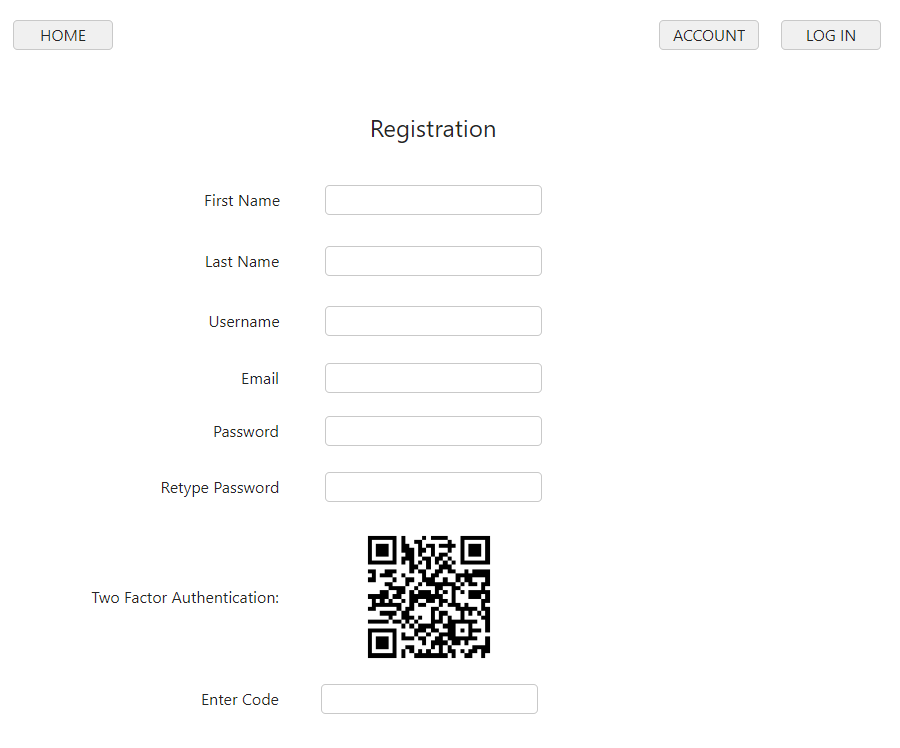 HOME ACCOUNT LOG IN
Registration
First Name
Last Name
Username
Email
Password
Retype Password
Two Factor Authentication:
Enter Code